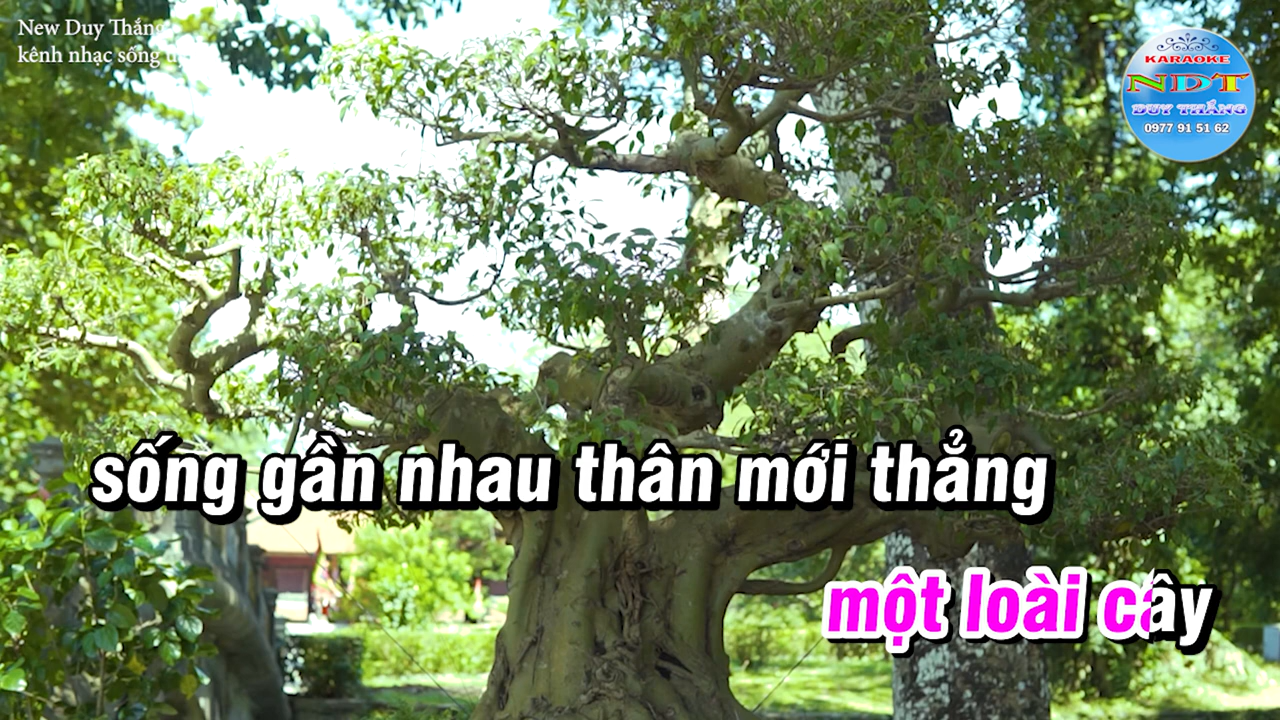 New Duy Thắng
kênh nhạc sống
KARAOKE
NDT
DUY THẮNG
0977 91 51 62
sống gần nhau thân mới thẳng
một loài cây